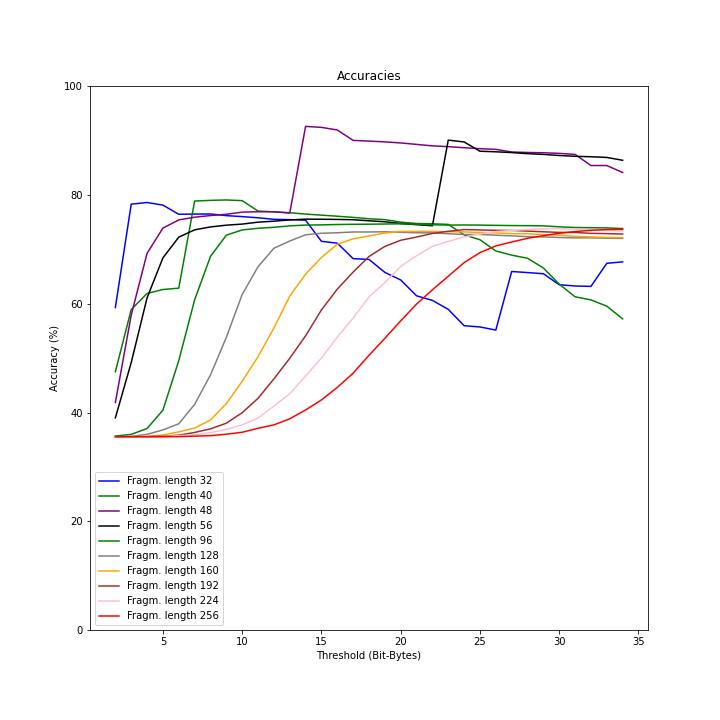 Accuracies
100
80
60
40
20
0
Accuracy (%)
Fragm. length 32
Fragm. length 40
Fragm. length 48
Fragm. length 56
Fragm. length 96
Fragm. length 128
Fragm. length 160
Fragm. length 192
Fragm. length 224
Fragm. length 256
5 10 15 20 25 30 35
Threshold (Bit-Bytes)